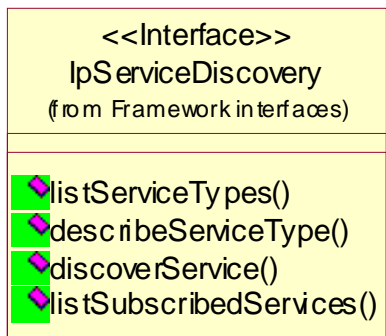 <<Interface>>
IpServiceDiscovery
(from Framework interfaces)
listServiceTypes()
describeServiceType()
discoverService()
listSubscribedServices()